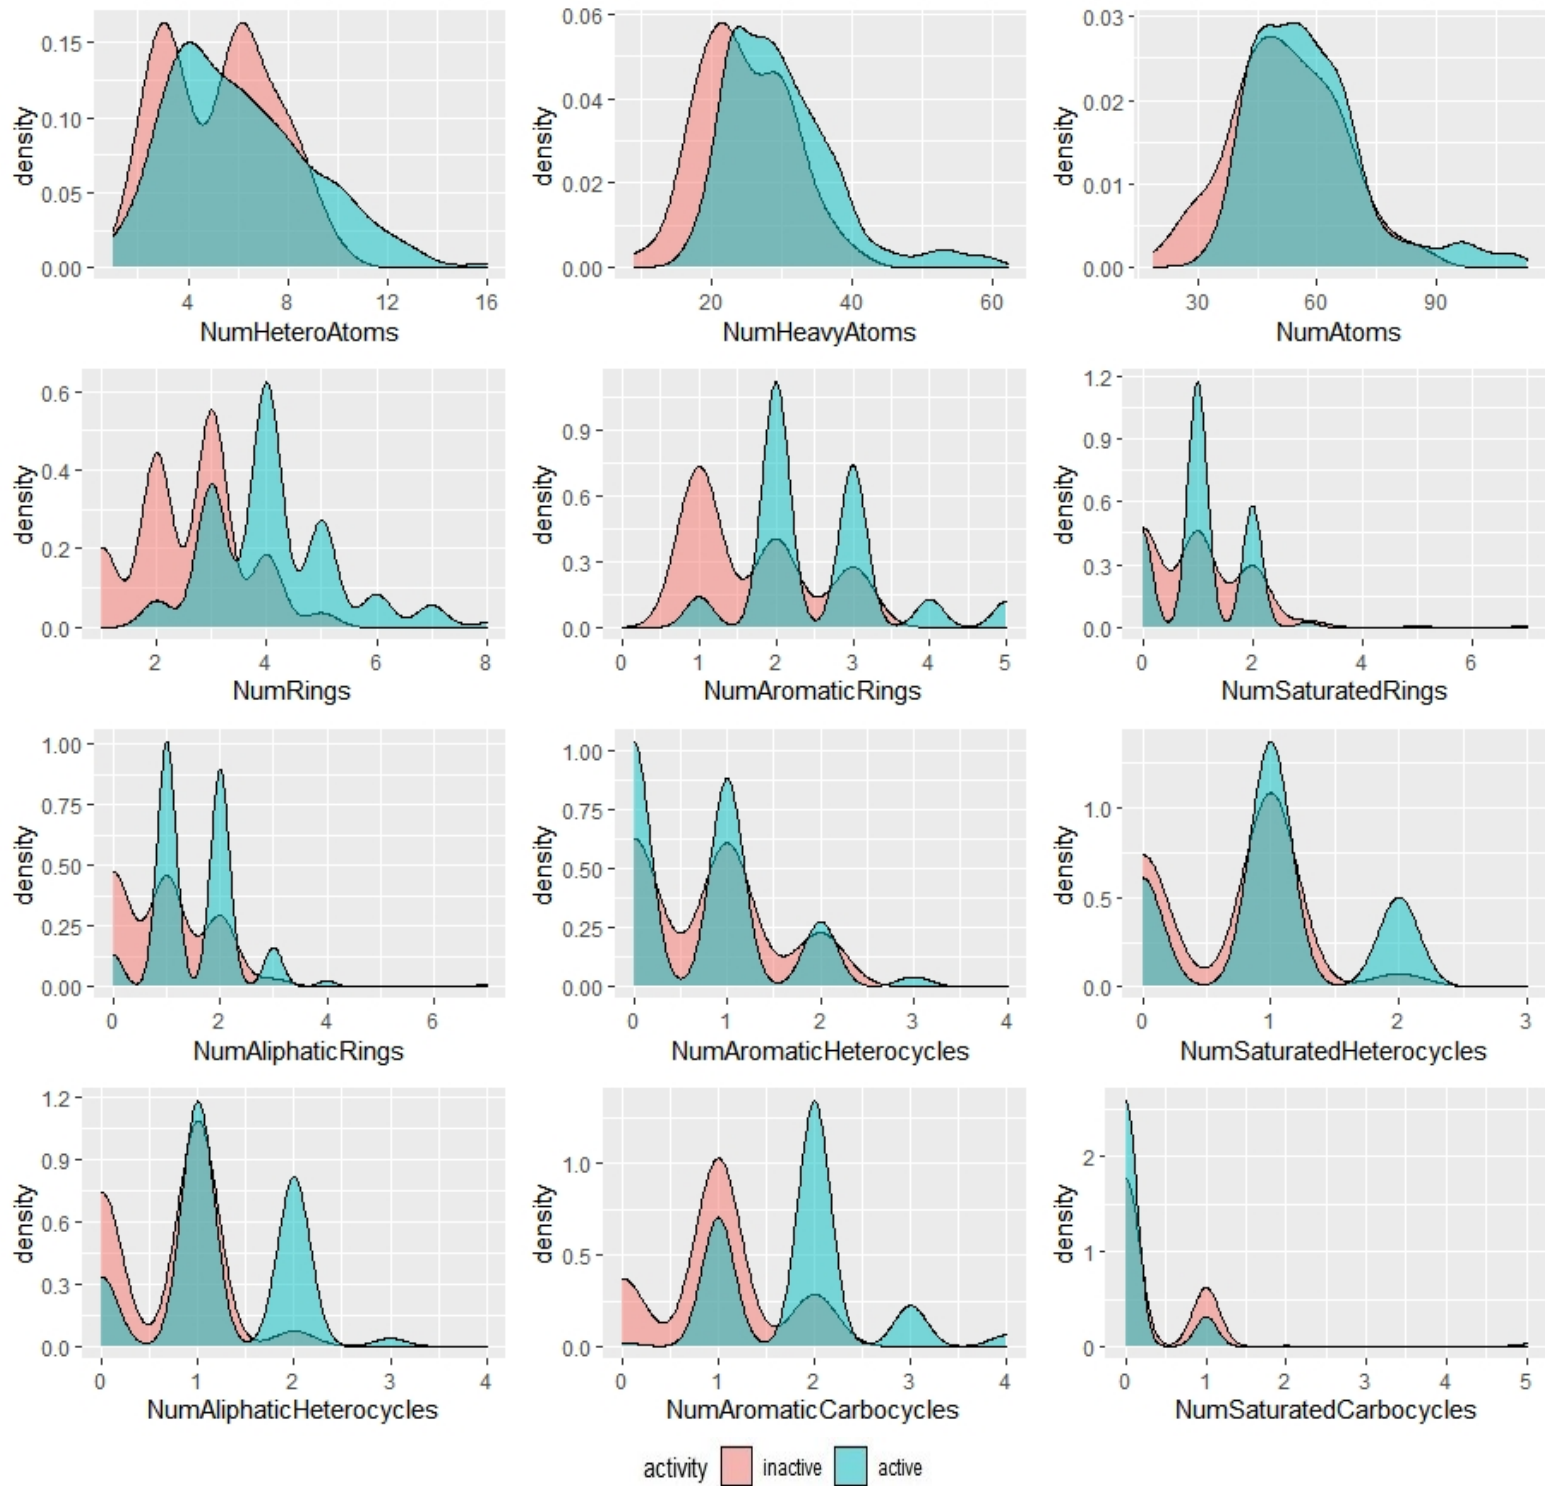 0.15
0.10
0.05
0.00
density
4 8 12 16
NumHeteroAtoms
0.06
0.04
0.02
0.00
density
20 40 60
NumHeavyAtoms
0.03
0.02
0.01
0.00
density
30 60 90
NumAtoms
0.6
0.4
0.2
0.0
density
2 4 6 8
NumRings
0.9
0.6
0.3
0.0
density
0 1 2 3 4 5
NumAromaticRings
1.2
0.9
0.6
0.3
0.0
density
0 2 4 6
NumSaturatedRings
1.00
0.75
0.50
0.25
0.00
density
0 2 4 6
NumAliphaticRings
1.00
0.75
0.50
0.25
0.00
density
0 1 2 3 4
NumAromaticHeterocycles
1.0
0.5
0.0
density
0 1 2 3
NumSaturatedHeterocycles
1.2
0.9
0.6
0.3
0.0
density
0 1 2 3 4
NumAliphaticHeterocycles
1.0
0.5
0.0
density
0 1 2 3 4
NumAromaticCarbocycles
2
1
0
density
0 1 2 3 4 5
NumSaturatedCarbocycles
activity inactive active